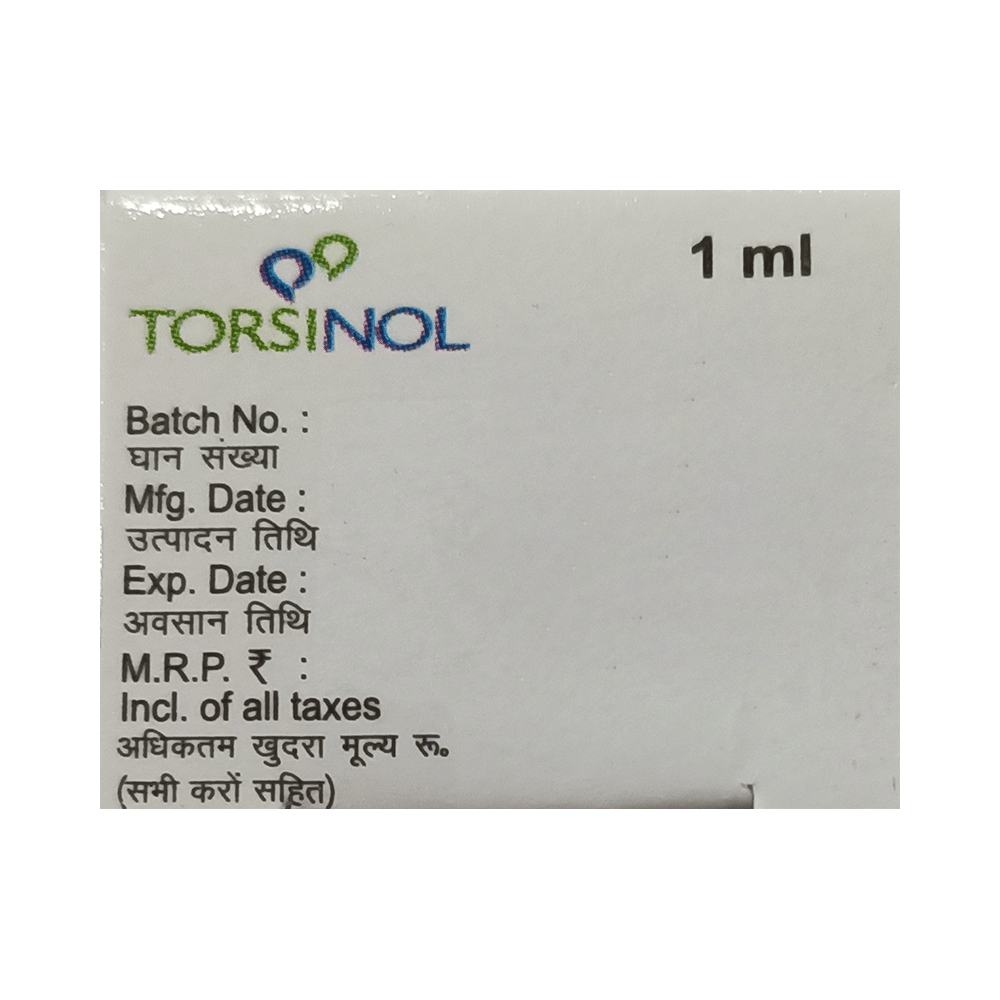 TORSINOL
1 ml
Batch No. :
घान संख्या
Mfg. Date :
उत्पादन तिथि
Exp. Date :
अवसान तिथि
M.R.P. ₹ :
Incl. of all taxes
अधिकतम खुदरा मूल्य रू॰
(सभी करों सहित)